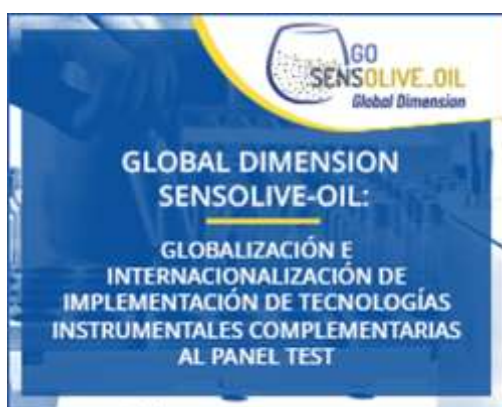 GO
SENSOLIVE_OIL
Global Dimension
GLOBAL DIMENSION
SENSOLIVE-OIL:
GLOBALIZACIÓN E
INTERNACIONALIZACIÓN DE
IMPLEMENTACIÓN DE TECNOLOGÍAS
INSTRUMENTALES COMPLEMENTARIAS
AL PANEL TEST